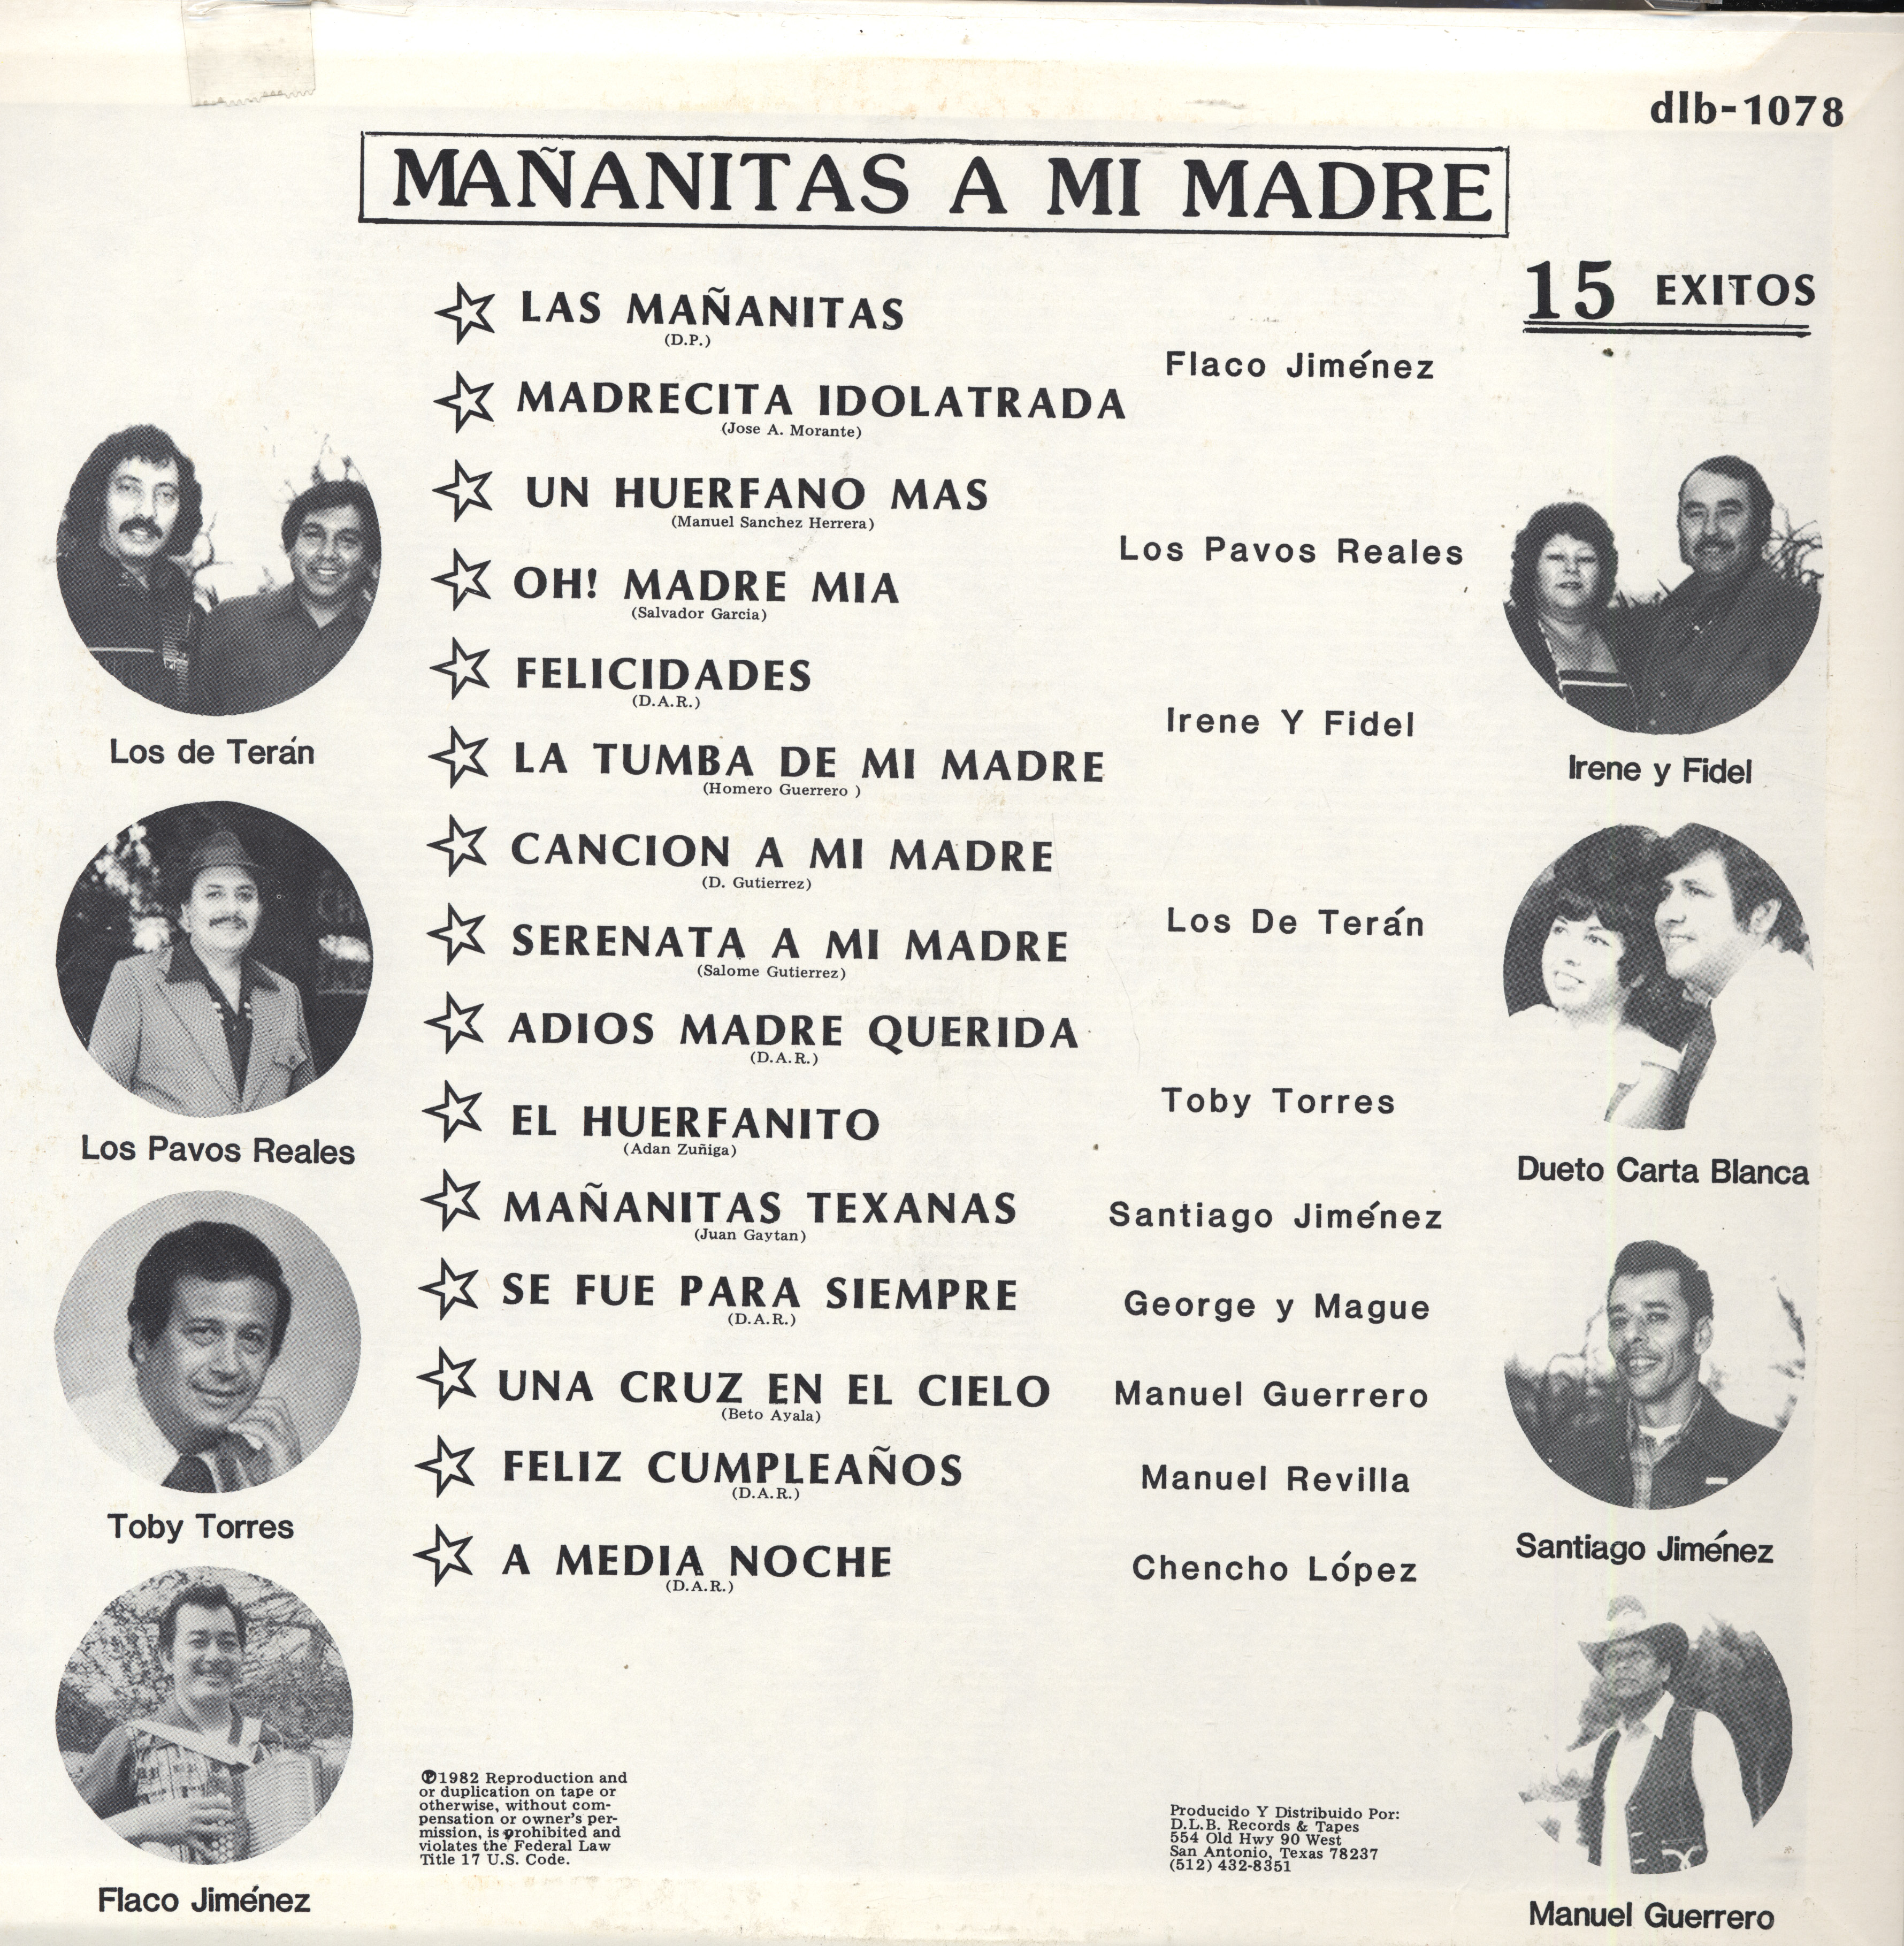 dlb-1078
MAÑANITAS A MI MADRE
15 EXITOS
LAS MAÑANITAS
(D.P.)
Flaco Jiménez
MADRECITA IDOLATRADA
(Jose A. Morante)
UN HUERFANO MAS
(Manuel Sanchez Herrera)
Los Pavos Reales
OH! MADRE MIA
(Salvador Garcia)
FELICIDADES
(D.A.R.)
Irene Y Fidel
LA TUMBA DE MI MADRE
(Homero Guerrero )
CANCION A MI MADRE
(D. Gutierrez)
Los De Terán
SERENATA A MI MADRE
(Salome Gutierrez)
ADIOS MADRE QUERIDA
(D.A.R.)
Toby Torres
EL HUERFANITO
(Adan Zuñiga)
MAÑANITAS TEXANAS
(Juan Gaytan)
Santiago Jiménez
SE FUE PARA SIEMPRE
(D.A.R.)
George y Mague
UNA CRUZ EN EL CIELO
(Beto Ayala)
Manuel Guerrero
FELIZ CUMPLEAÑOS
(D.A.R.)
Manuel Revilla
A MEDIA NOCHE
(D.A.R.)
Chencho López
Los de Terán
Los Pavos Reales
Toby Torres
Flaco Jiménez
Irene y Fidel
Dueto Carta Blanca
Santiago Jiménez
Manuel Guerrero
℗1982 Reproduction and
or duplication on tape or
otherwise, without com-
pensation or owner's per-
mission, is prohibited and
violates the Federal Law
Title 17 U.S. Code.
Producido Y Distribuido Por:
D.L.B. Records & Tapes
554 Old Hwy 90 West
San Antonio, Texas 78237
(512) 432-8351